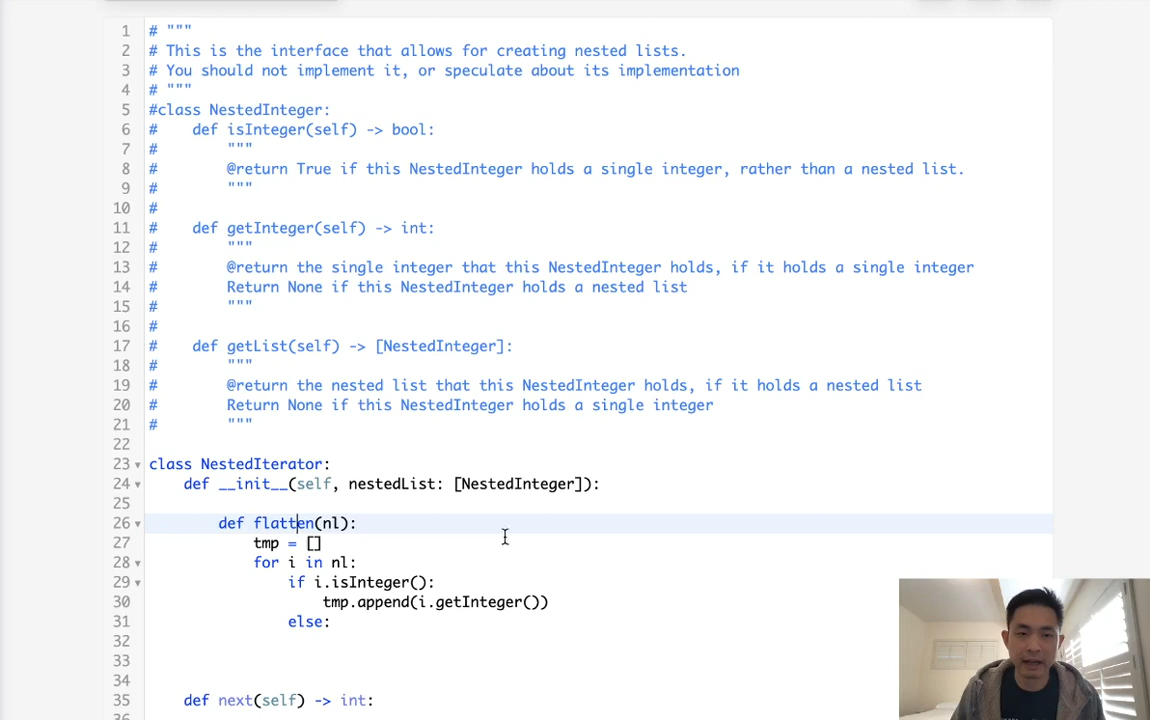 1 # """
2 # This is the interface that allows for creating nested lists.
3 # You should not implement it, or speculate about its implementation
4 # """
5 #class NestedInteger:
6 #    def isInteger(self) -> bool:
7 #        """
8 #        @return True if this NestedInteger holds a single integer, rather than a nested list.
9 #        """
10 #
11 #    def getInteger(self) -> int:
12 #        """
13 #        @return the single integer that this NestedInteger holds, if it holds a single integer
14 #        Return None if this NestedInteger holds a nested list
15 #        """
16 #
17 #    def getList(self) -> [NestedInteger]:
18 #        """
19 #        @return the nested list that this NestedInteger holds, if it holds a nested list
20 #        Return None if this NestedInteger holds a single integer
21 #        """
22
23 class NestedIterator:
24     def __init__(self, nestedList: [NestedInteger]):
25
26         def flatten(nl):
27             tmp = []
28             for i in nl:
29                 if i.isInteger():
30                     tmp.append(i.getInteger())
31                 else:
32
33
34
35     def next(self) -> int:
36